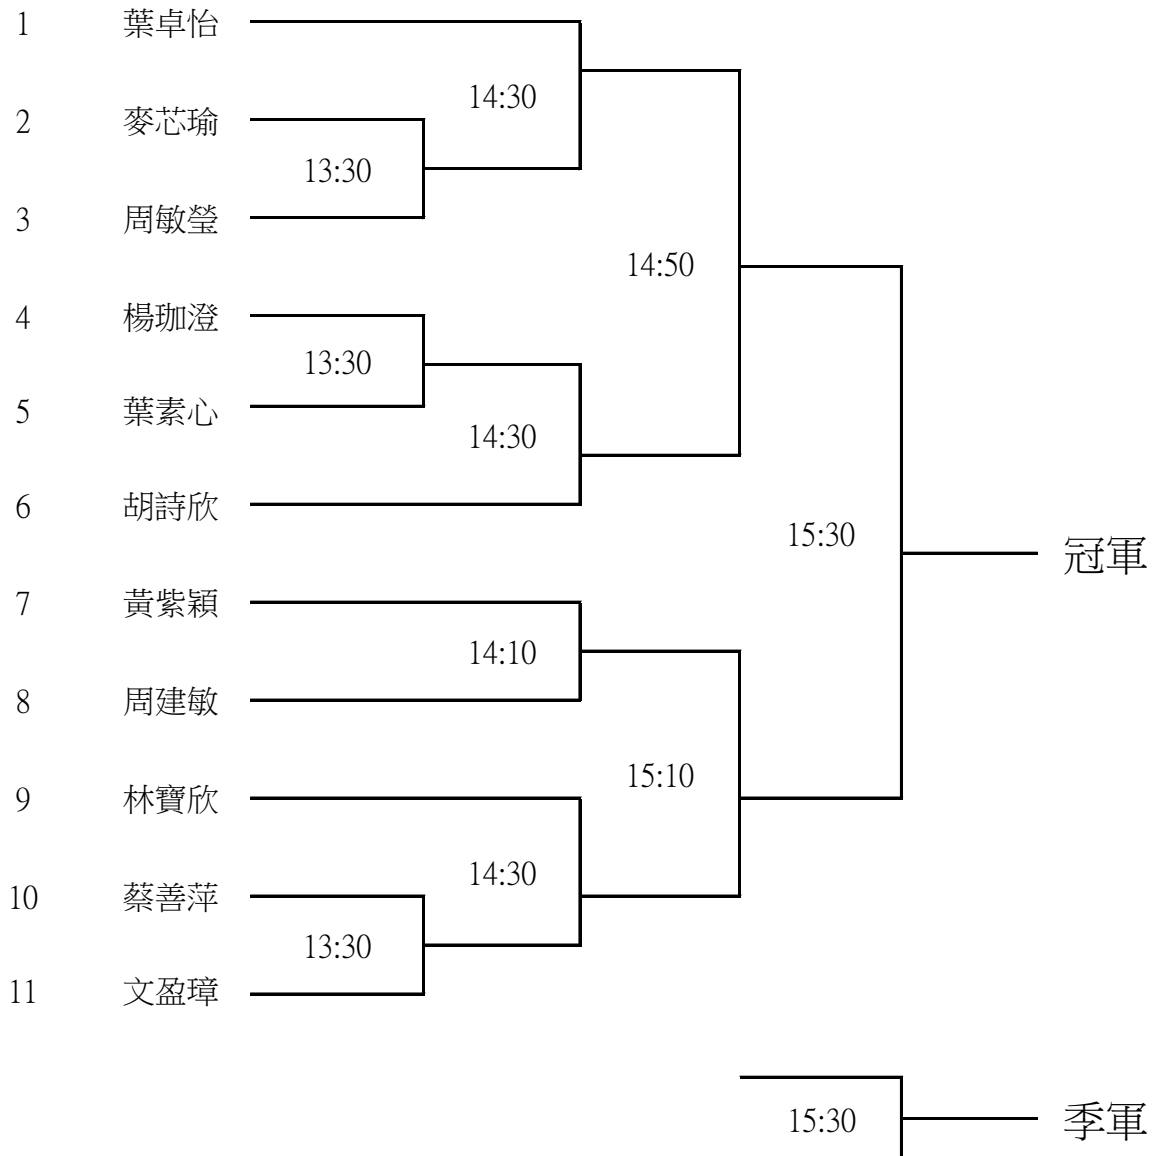 1 葉卓怡
14:30
2 麥芯瑜
13:30
3 周敏瑩
14:50
4 楊珈澄
13:30
5 葉素心
14:30
6 胡詩欣
15:30
冠軍
7 黃紫穎
14:10
8 周建敏
15:10
9 林寶欣
14:30
10 蔡善萍
13:30
11 文盈璋
15:30
季軍